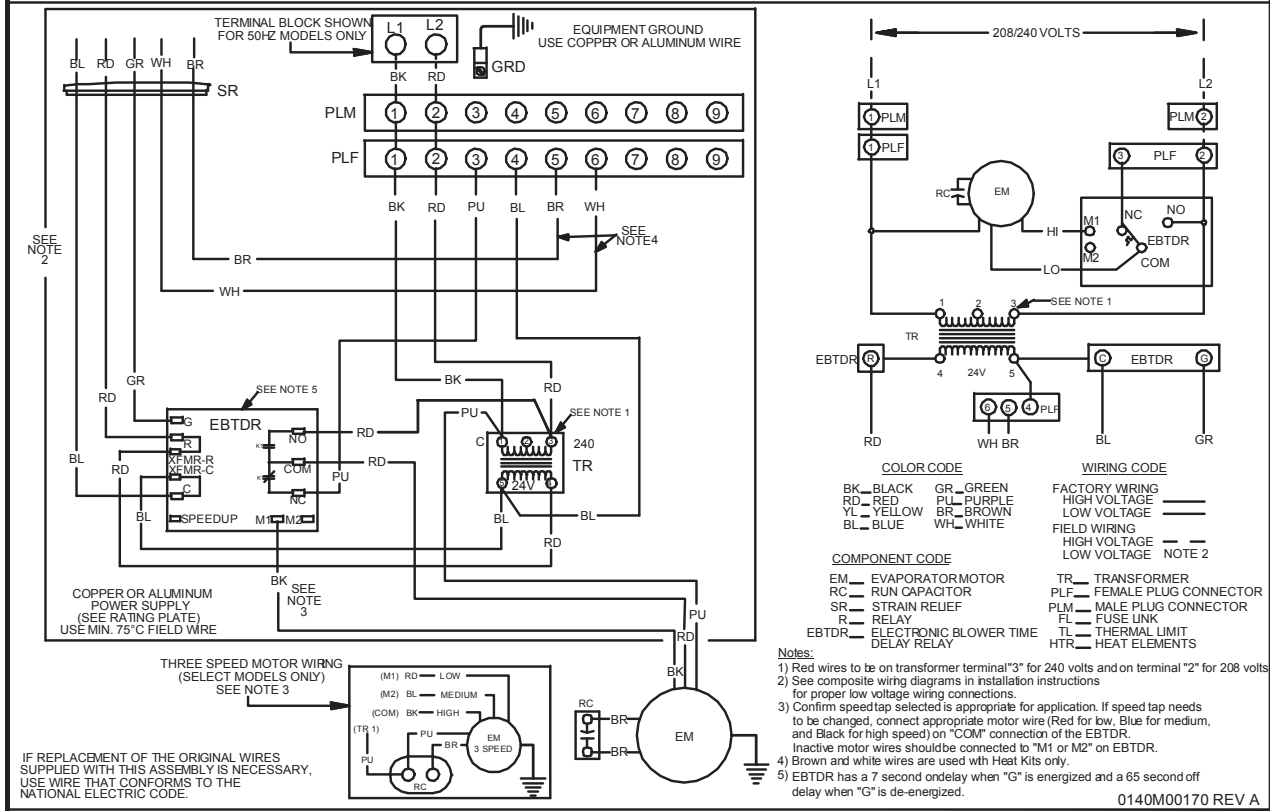 TERMINAL BLOCK SHOWN
FOR 50HZ MODELS ONLY
L1 L2
BK RD
GRD
EQUIPMENT GROUND
USE COPPER OR ALUMINUM WIRE
BL RD GR WH BR
SR
PLM 1 2 3 4 5 6 7 8 9
PLF 1 2 3 4 5 6 7 8 9
BK RD PU BL BR WH
SEE
NOTE4
SEE
NOTE
2
BR
WH
GR
RD
BL
RD
BL
SEE NOTE 5
EBTDR
G
R
XFMR-R
XFMR-C
C
SPEEDUP
M1 M2
NO
COM
NC
K
K
RD
RD
PU
BK
PU
RD
SEE NOTE 1
C 1 2 3 240
TR
24V
5 4
BL
BL
RD
BK
SEE
NOTE
3
COPPER OR ALUMINUM
POWER SUPPLY
(SEE RATING PLATE)
USE MIN. 75°C FIELD WIRE
PU
RD
BK
THREE SPEED MOTOR WIRING
(SELECT MODELS ONLY)
SEE NOTE 3
(M1) RD LOW
(M2) BL MEDIUM
(COM) BK HIGH
(TR 1)
PU
PU
BR
EM
3 SPEED
RC
RC
BR
BR
EM
IF REPLACEMENT OF THE ORIGINAL WIRES
SUPPLIED WITH THIS ASSEMBLY IS NECESSARY,
USE WIRE THAT CONFORMS TO THE
NATIONAL ELECTRIC CODE.
208/240 VOLTS
L1 L2
1 PLM
PLM 2
1 PLF
3 PLF 2
RC
EM
HI
LO
M1
M2
NC
NO
EBTDR
COM
SEE NOTE 1
1 2 3
TR
4 24V 5
EBTDR R
C EBTDR G
6 5 4 PLF
RD
WH BR
BL
GR
COLOR CODE
BK BLACK GR GREEN
RD RED PU PURPLE
YL YELLOW BR BROWN
BL BLUE WH WHITE
WIRING CODE
FACTORY WIRING
HIGH VOLTAGE
LOW VOLTAGE
FIELD WIRING
HIGH VOLTAGE
LOW VOLTAGE NOTE 2
COMPONENT CODE
EM EVAPORATOR MOTOR
RC RUN CAPACITOR
SR STRAIN RELIEF
R RELAY
EBTDR ELECTRONIC BLOWER TIME
DELAY RELAY
TR TRANSFORMER
PLF FEMALE PLUG CONNECTOR
PLM MALE PLUG CONNECTOR
FL FUSE LINK
TL THERMAL LIMIT
HTR HEAT ELEMENTS
Notes:
1) Red wires to be on transformer terminal "3" for 240 volts and on terminal "2" for 208 volts
2) See composite wiring diagrams in installation instructions
for proper low voltage wiring connections.
3) Confirm speed tap selected is appropriate for application. If speed tap needs
to be changed, connect appropriate motor wire (Red for low, Blue for medium,
and Black for high speed) on "COM" connection of the EBTDR.
Inactive motor wires should be connected to "M1 or M2" on EBTDR.
4) Brown and white wires are used with Heat Kits only.
5) EBTDR has a 7 second on delay when "G" is energized and a 65 second off
delay when "G" is de-energized.
0140M00170 REV A